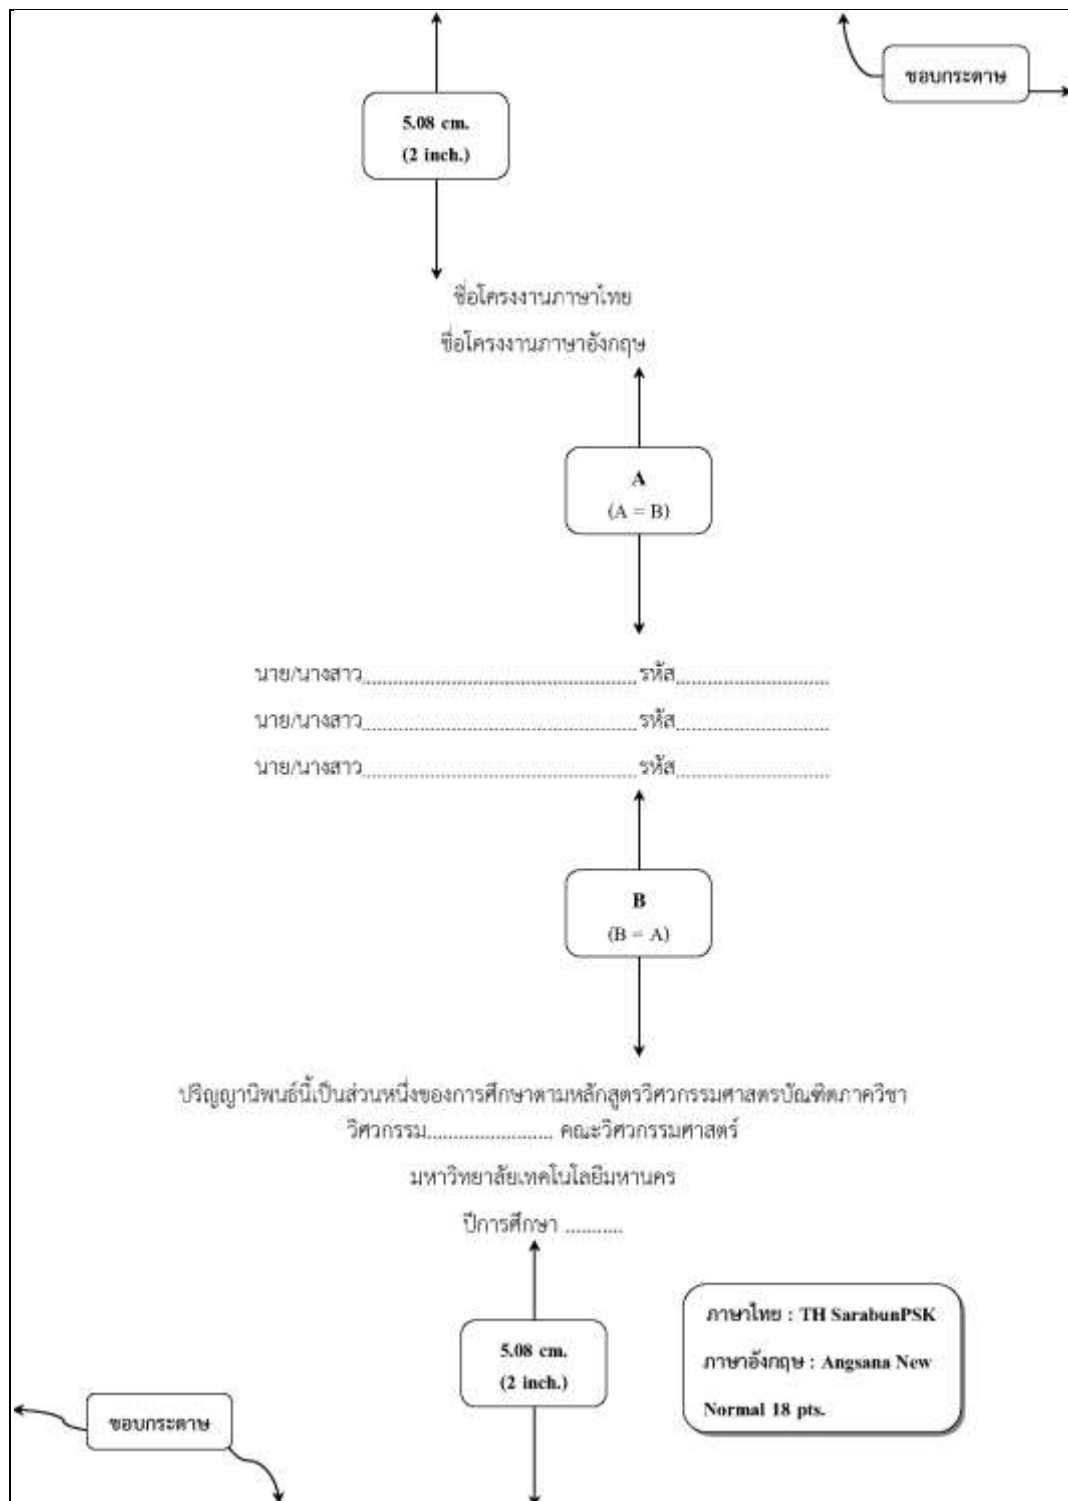 ขอบกระดาษ
5.08 cm.
(2 inch.)
ชื่อโครงงานภาษาไทย
ชื่อโครงงานภาษาอังกฤษ
A
(A = B)
นาย/นางสาว..................................................รหัส............................
นาย/นางสาว..................................................รหัส............................
นาย/นางสาว..................................................รหัส............................
B
(B = A)
ปริญญานิพนธ์นี้เป็นส่วนหนึ่งของการศึกษาตามหลักสูตรวิศวกรรมศาสตรบัณฑิตภาควิชา
วิศวกรรม........................ คณะวิศวกรรมศาสตร์
มหาวิทยาลัยเทคโนโลยีมหานคร
ปีการศึกษา ...........
5.08 cm.
(2 inch.)
ภาษาไทย : TH SarabunPSK
ภาษาอังกฤษ : Angsana New
Normal 18 pts.
ขอบกระดาษ